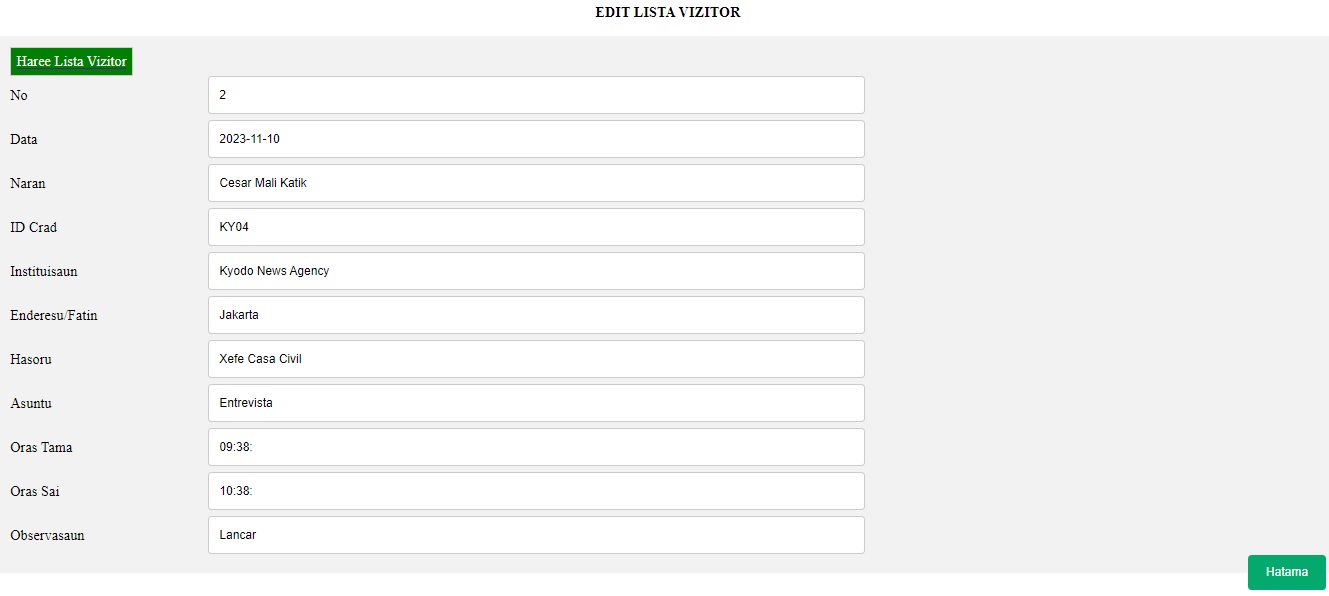 EDIT LISTA VIZITOR
Haree Lista Vizitor
No 2
Data 2023-11-10
Naran Cesar Mali Katik
ID Crad KY04
Instituisaun Kyodo News Agency
Enderesu/Fatin Jakarta
Hasoru Xefe Casa Civil
Asuntu Entrevista
Oras Tama 09:38:
Oras Sai 10:38:
Observasaun Lancar
Hatama